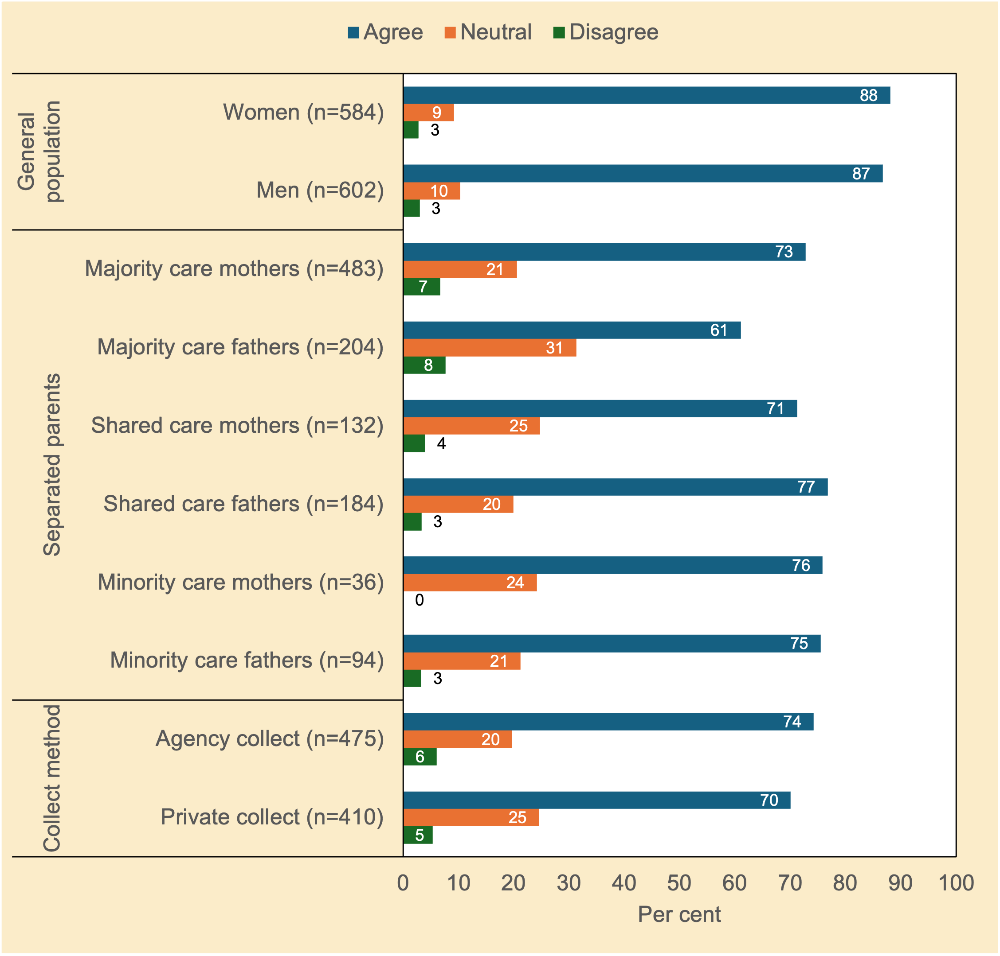 Agree Neutral Disagree
General
population
Women (n=584)
88
9
3
Men (n=602)
87
10
3
Separated parents
Majority care mothers (n=483)
73
21
7
Majority care fathers (n=204)
61
31
8
Shared care mothers (n=132)
71
25
4
Shared care fathers (n=184)
77
20
3
Minority care mothers (n=36)
76
24
0
Minority care fathers (n=94)
75
21
3
Collect method
Agency collect (n=475)
74
20
6
Private collect (n=410)
70
25
5
0 10 20 30 40 50 60 70 80 90 100
Per cent